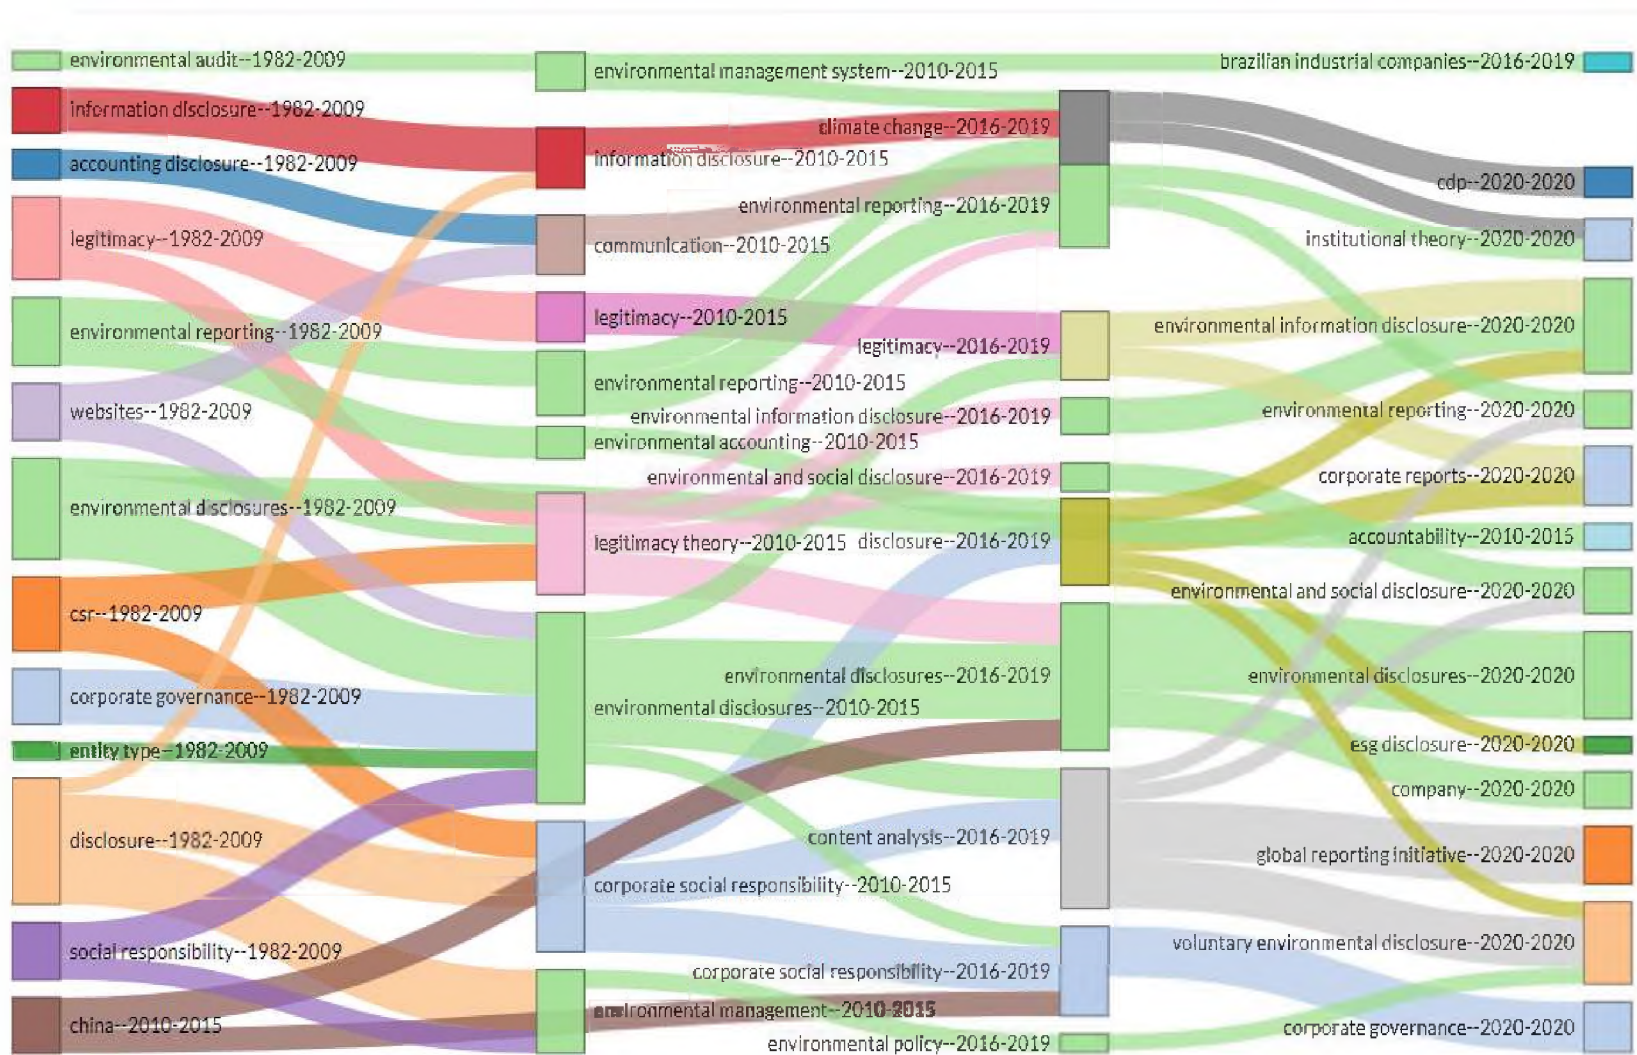 environmental audit--1982-2009
information disclosure--1982-2009
accounting disclosure--1982-2009
legitimacy--1982-2009
environmental reporting--1982-2009
websites--1982-2009
environmental disclosures--1982-2009
csr--1982-2009
corporate governance--1982-2009
entity type--1982-2009
disclosure--1982-2009
social responsibility--1982-2009
china--2010-2015
environmental management system--2010-2015
information disclosure--2010-2015
communication--2010-2015
legitimacy--2010-2015
environmental reporting--2010-2015
environmental accounting--2010-2015
legitimacy theory--2010-2015
environmental disclosures--2010-2015
corporate social responsibility--2010-2015
environmental management--2010-2015
climate change--2016-2019
environmental reporting--2016-2019
legitimacy--2016-2019
environmental information disclosure--2016-2019
environmental and social disclosure--2016-2019
disclosure--2016-2019
environmental disclosures--2016-2019
content analysis--2016-2019
corporate social responsibility--2016-2019
environmental policy--2016-2019
brazilian industrial companies--2016-2019
cdp--2020-2020
institutional theory--2020-2020
environmental information disclosure--2020-2020
environmental reporting--2020-2020
corporate reports--2020-2020
accountability--2010-2015
environmental and social disclosure--2020-2020
environmental disclosures--2020-2020
esg disclosure--2020-2020
company--2020-2020
global reporting initiative--2020-2020
voluntary environmental disclosure--2020-2020
corporate governance--2020-2020